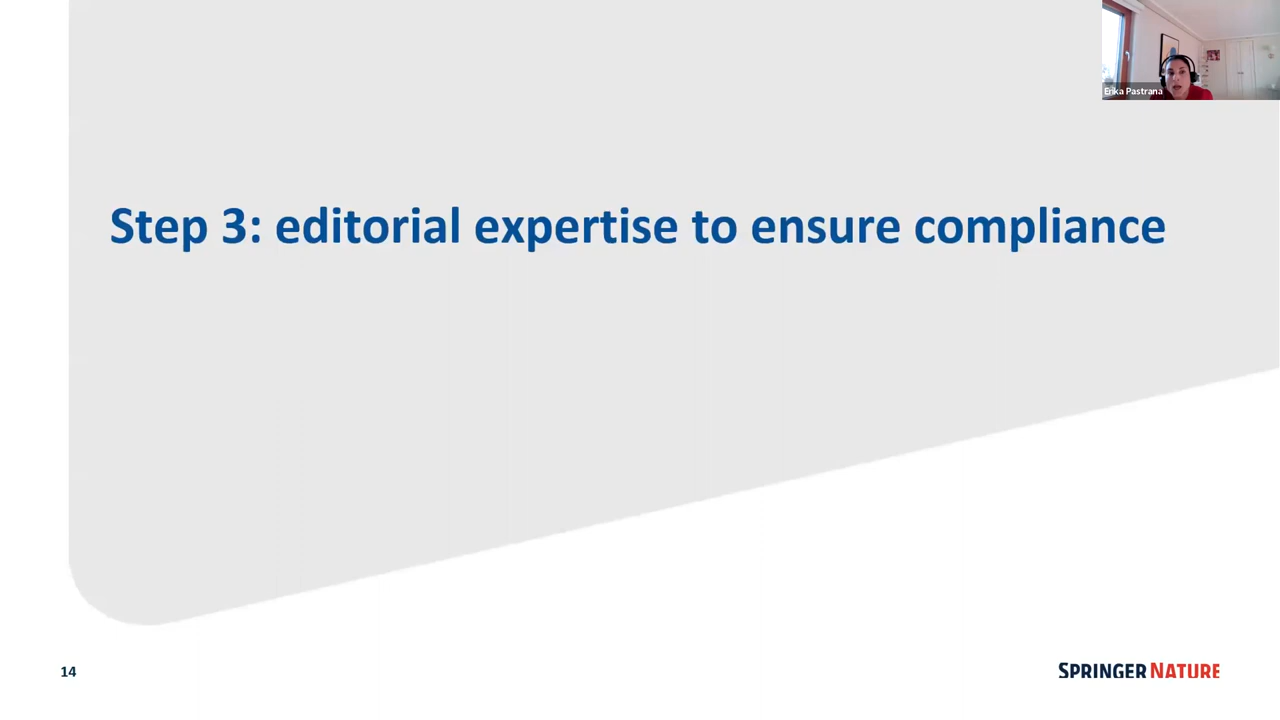 Erika Pastrana
Step 3: editorial expertise to ensure compliance
14
SPRINGER NATURE